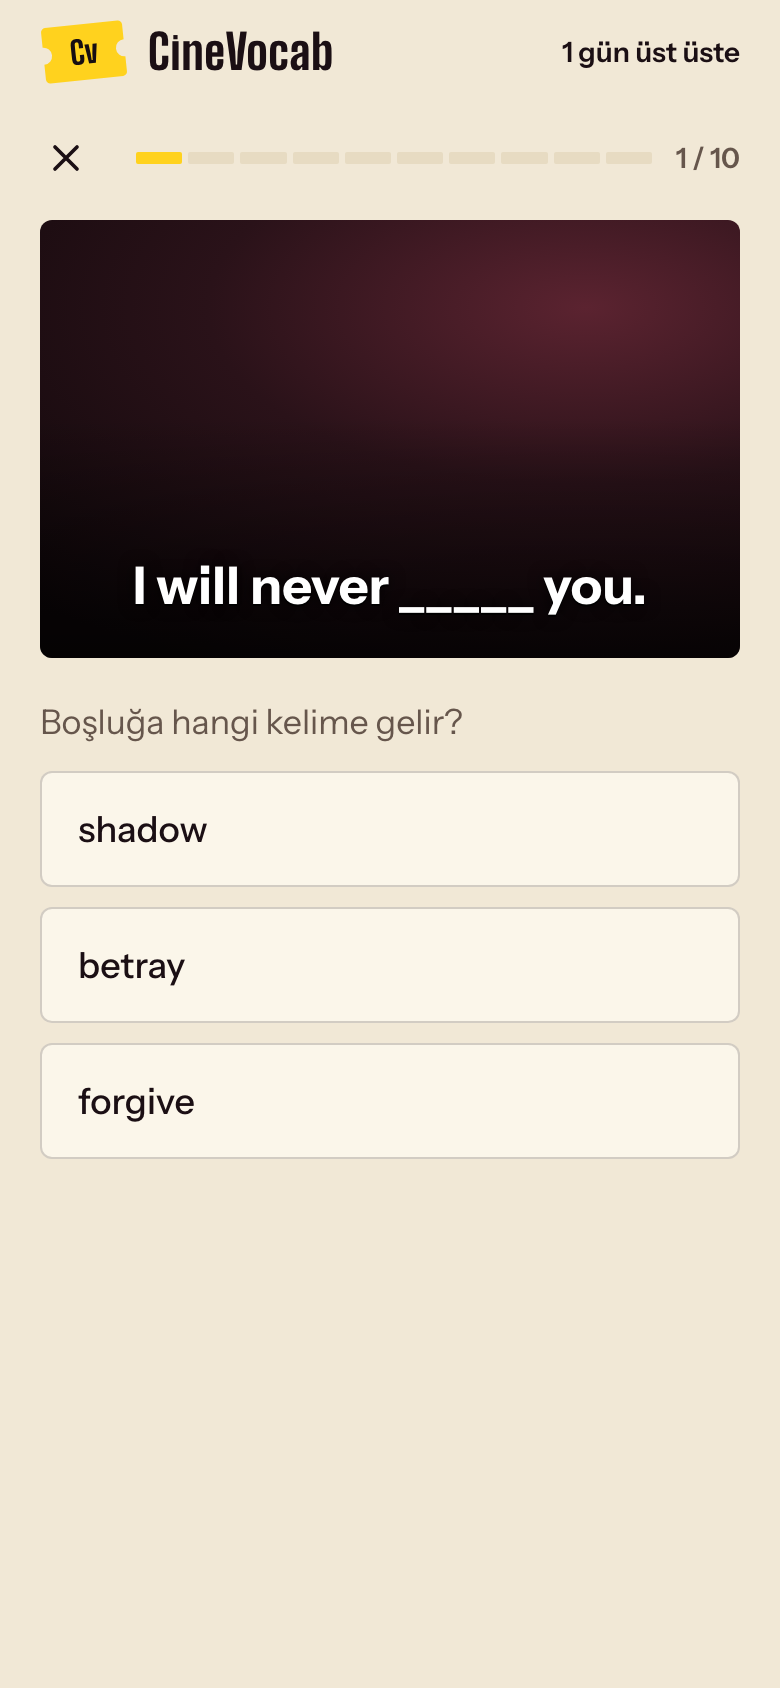 Cv
CineVocab
1 gün üst üste
1 / 10
I will never _____ you.
Boşluğa hangi kelime gelir?
shadow
betray
forgive